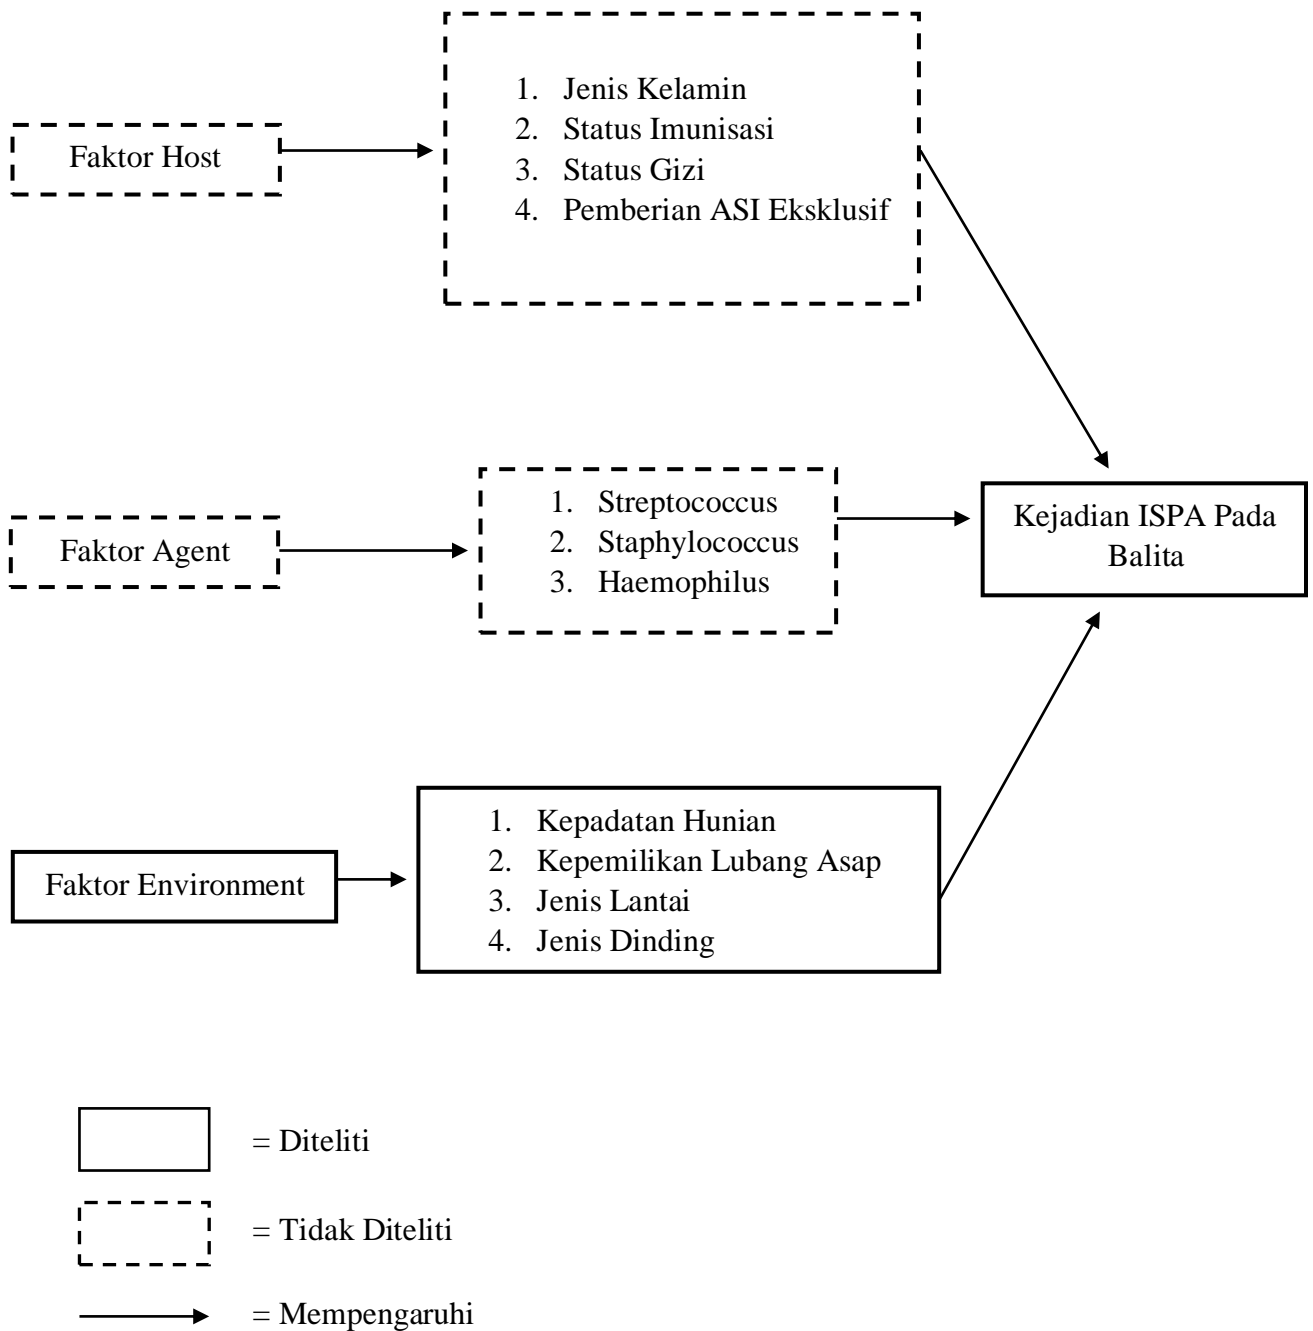 Faktor Host
1. Jenis Kelamin
2. Status Imunisasi
3. Status Gizi
4. Pemberian ASI Eksklusif
Faktor Agent
1. Streptococcus
2. Staphylococcus
3. Haemophilus
Kejadian ISPA Pada
Balita
Faktor Environment
1. Kepadatan Hunian
2. Kepemilikan Lubang Asap
3. Jenis Lantai
4. Jenis Dinding
= Diteliti
= Tidak Diteliti
= Mempengaruhi